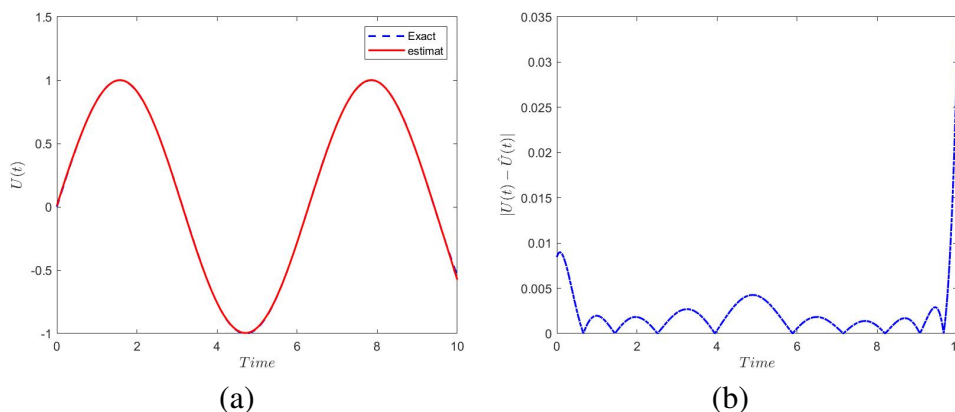 1.5
1
0.5
0
-0.5
-1
0 2 4 6 8 10
U(t)
Time
Exact
estimat
(a)
0.035
0.03
0.025
0.02
0.015
0.01
0.005
0
0 2 4 6 8 10
|U(t) − Û(t)|
Time
(b)